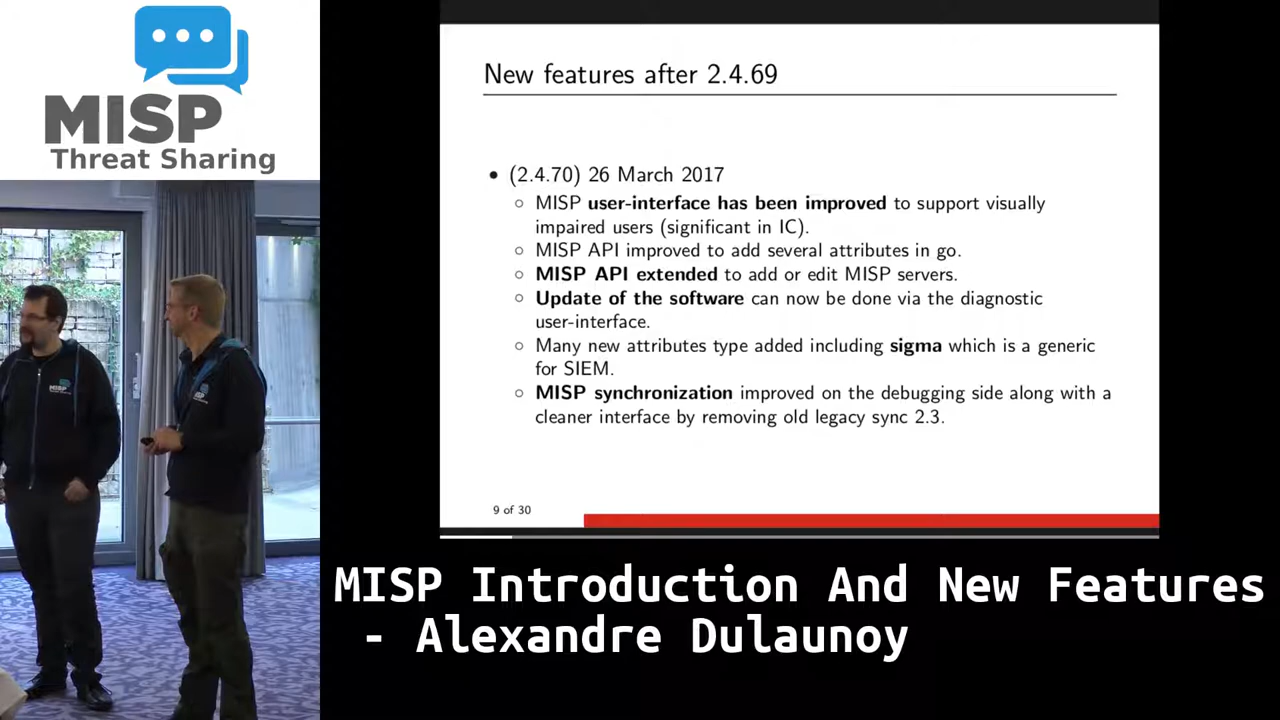 MISP
Threat Sharing
New features after 2.4.69
• (2.4.70) 26 March 2017
○ MISP user-interface has been improved to support visually
impaired users (significant in IC).
○ MISP API improved to add several attributes in go.
○ MISP API extended to add or edit MISP servers.
○ Update of the software can now be done via the diagnostic
user-interface.
○ Many new attributes type added including sigma which is a generic
for SIEM.
○ MISP synchronization improved on the debugging side along with a
cleaner interface by removing old legacy sync 2.3.
9 of 30
MISP
MISP
MISP Introduction And New Features
- Alexandre Dulaunoy